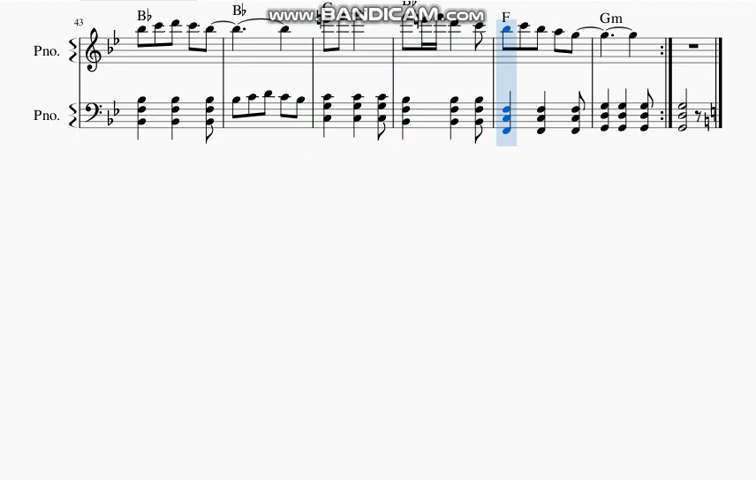 www.BANDICAM.com
43
B♭ B♭ C B♭ F Gm
Pno.
Pno.